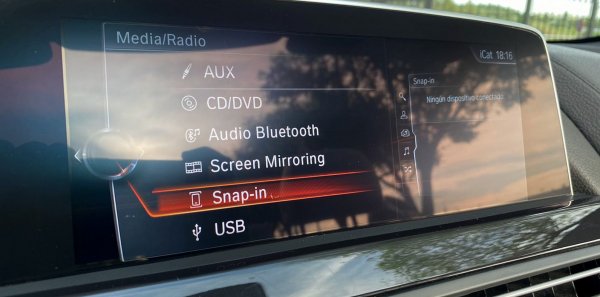 Media/Radio
iCat. 18:16
AUX
CD/DVD
Audio Bluetooth
Screen Mirroring
Snap-in
USB
Snap-in
Ningún dispositivo conectado